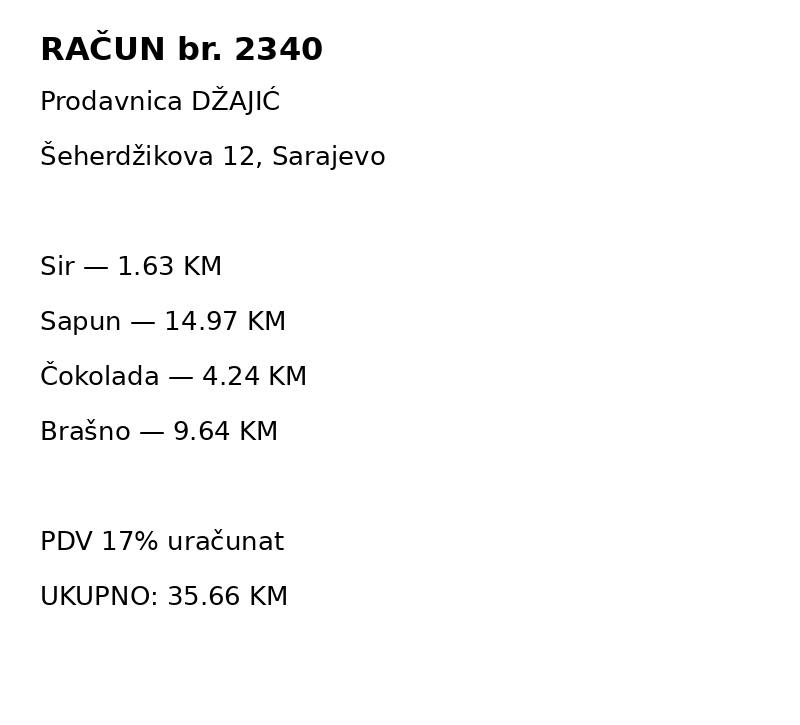 RAČUN br. 2340
Prodavnica DŽAJIĆ
Šeherdžikova 12, Sarajevo
Sir — 1.63 KM
Sapun — 14.97 KM
Čokolada — 4.24 KM
Brašno — 9.64 KM
PDV 17% uračunat
UKUPNO: 35.66 KM